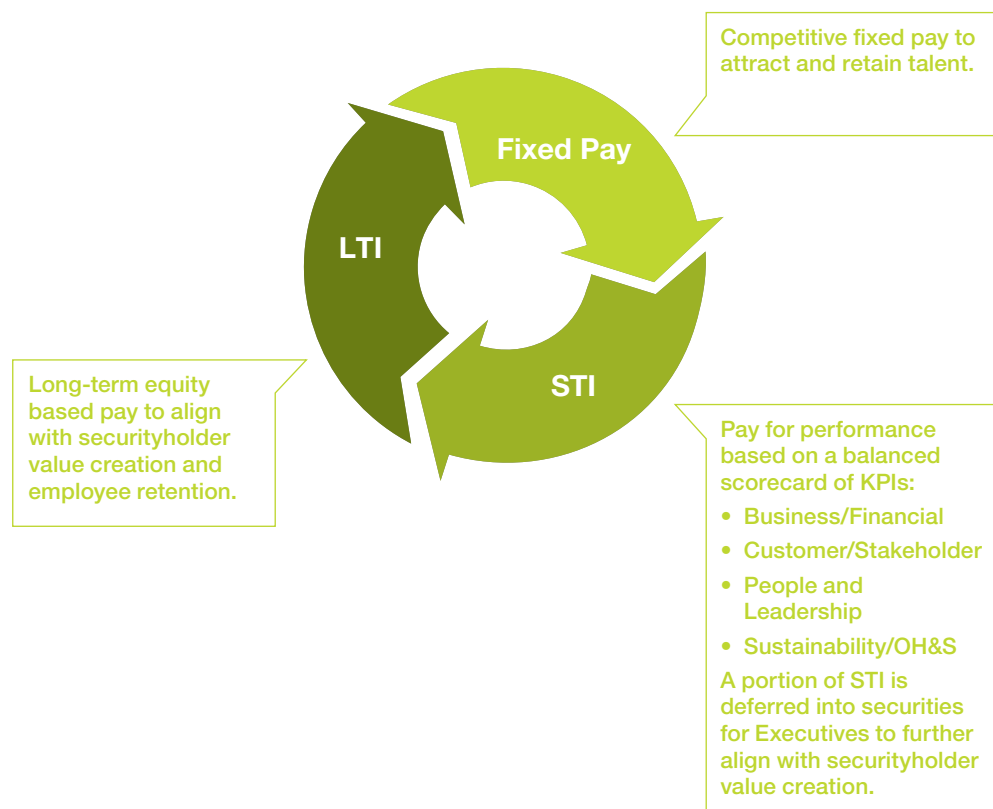 Competitive fixed pay to
attract and retain talent.
Fixed Pay
LTI
STI
Long-term equity
based pay to align
with securityholder
value creation and
employee retention.
Pay for performance
based on a balanced
scorecard of KPIs:
• Business/Financial
• Customer/Stakeholder
• People and
Leadership
• Sustainability/OH&S
A portion of STI is
deferred into securities
for Executives to further
align with securityholder
value creation.